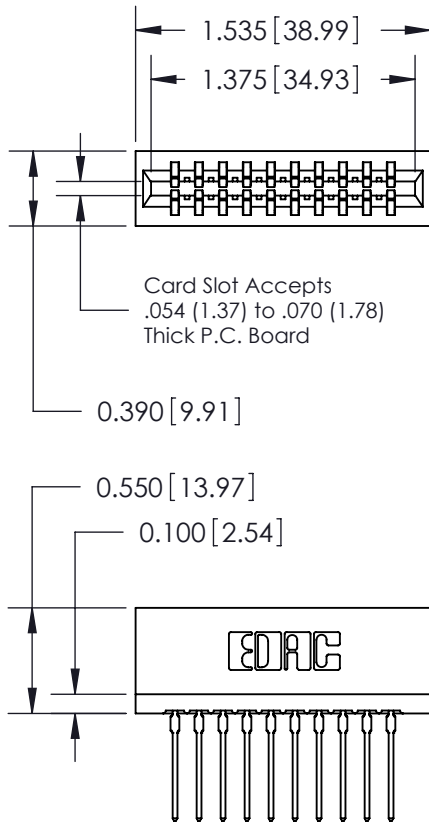 1.535 [38.99]
1.375 [34.93]
Card Slot Accepts
.054 (1.37) to .070 (1.78)
Thick P.C. Board
0.390 [9.91]
0.550 [13.97]
0.100 [2.54]
EDAC